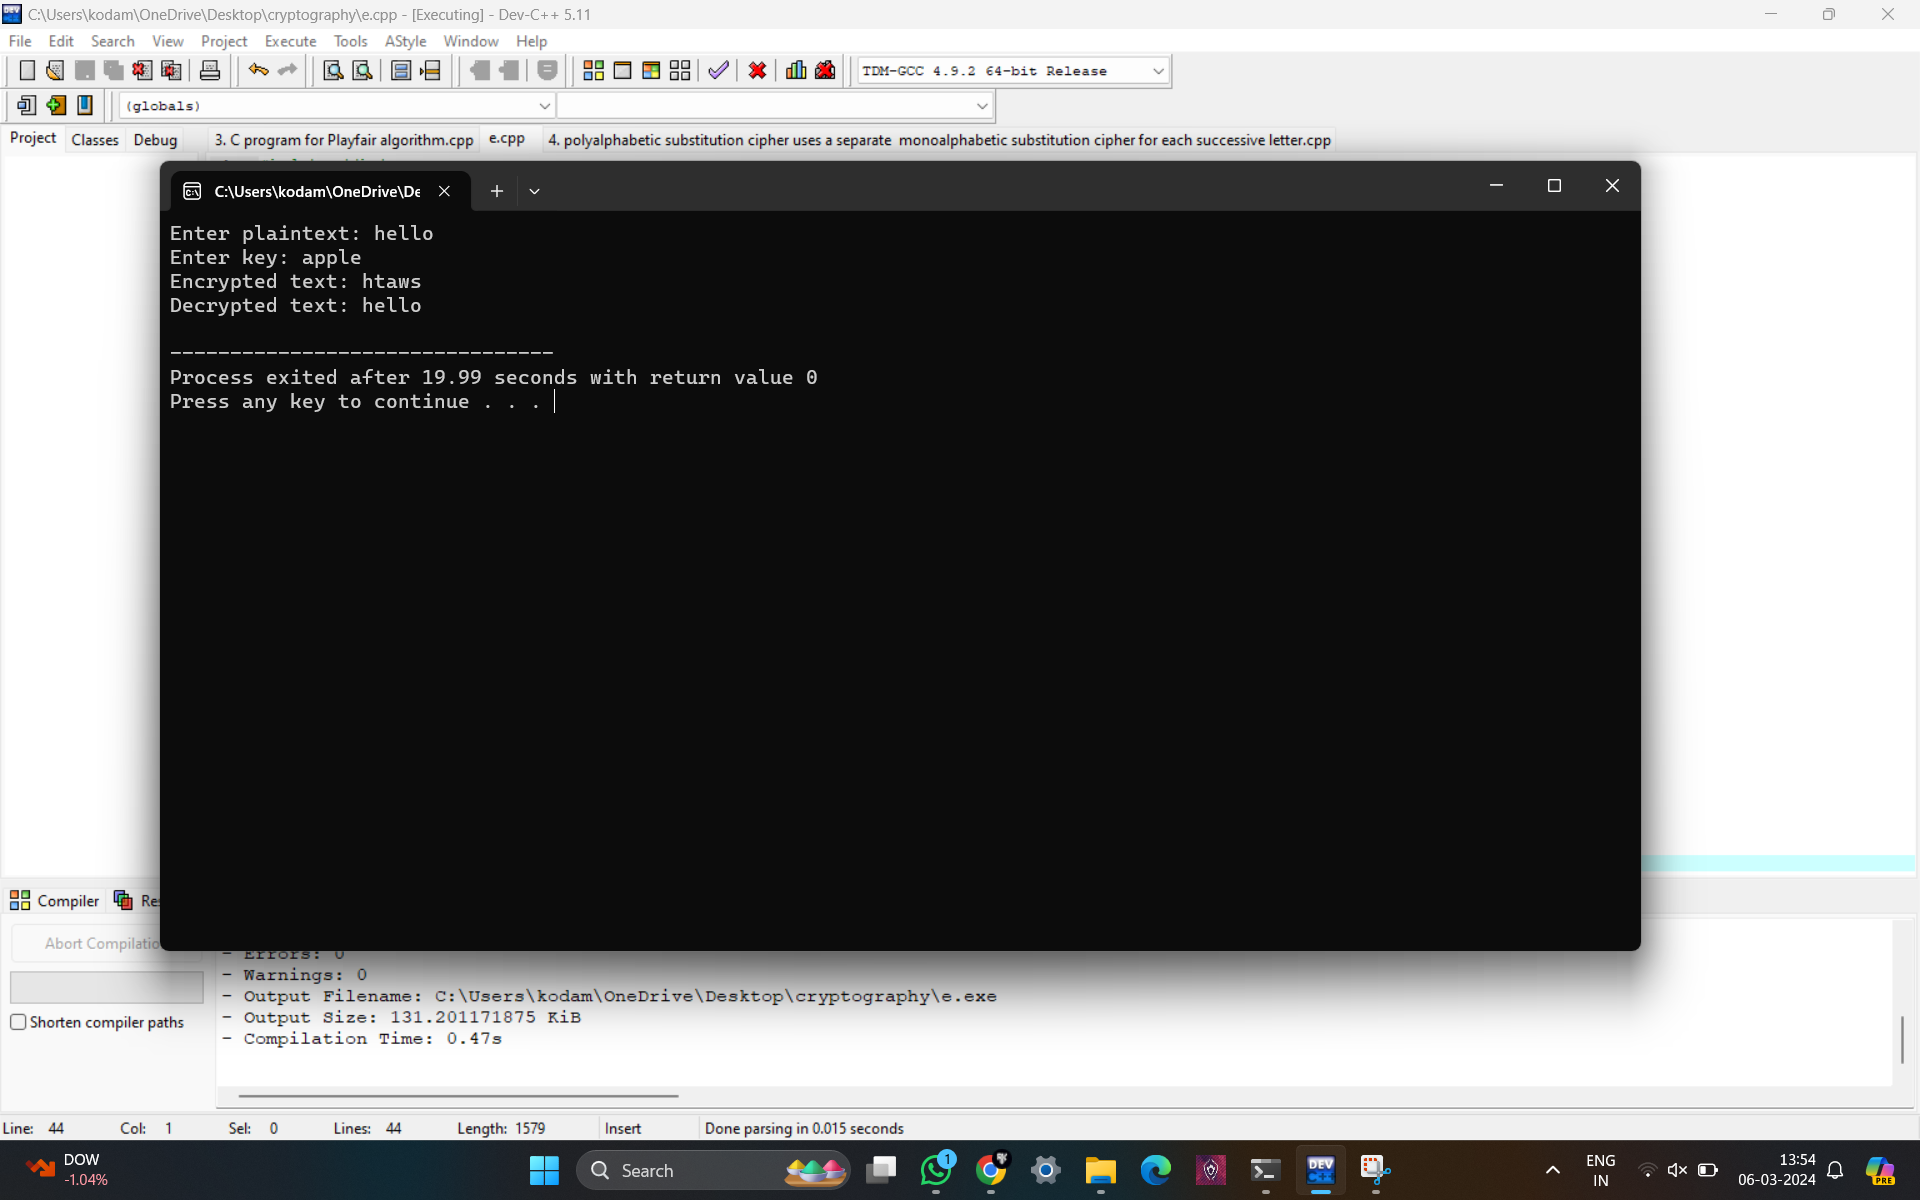 C:\Users\kodam\OneDrive\Desktop\cryptography\e.cpp - [Executing] - Dev-C++ 5.11
File Edit Search View Project Execute Tools AStyle Window Help
TDM-GCC 4.9.2 64-bit Release
(globals)
Project Classes Debug 3. C program for Playfair algorithm.cpp e.cpp 4. polyalphabetic substitution cipher uses a separate monoalphabetic substitution cipher for each successive letter.cpp
C:\Users\kodam\OneDrive\De
Enter plaintext: hello
Enter key: apple
Encrypted text: htaws
Decrypted text: hello
--------------------------------
Process exited after 19.99 seconds with return value 0
Press any key to continue . . .
Compiler Res
Abort Compilatio
- Errors: 0
- Warnings: 0
- Output Filename: C:\Users\kodam\OneDrive\Desktop\cryptography\e.exe
- Output Size: 131.201171875 KiB
- Compilation Time: 0.47s
Shorten compiler paths
Line: 44 Col: 1 Sel: 0 Lines: 44 Length: 1579 Insert Done parsing in 0.015 seconds
DOW
-1.04%
Search
1
DEV
C++
ENG
IN
13:54
06-03-2024
PRE